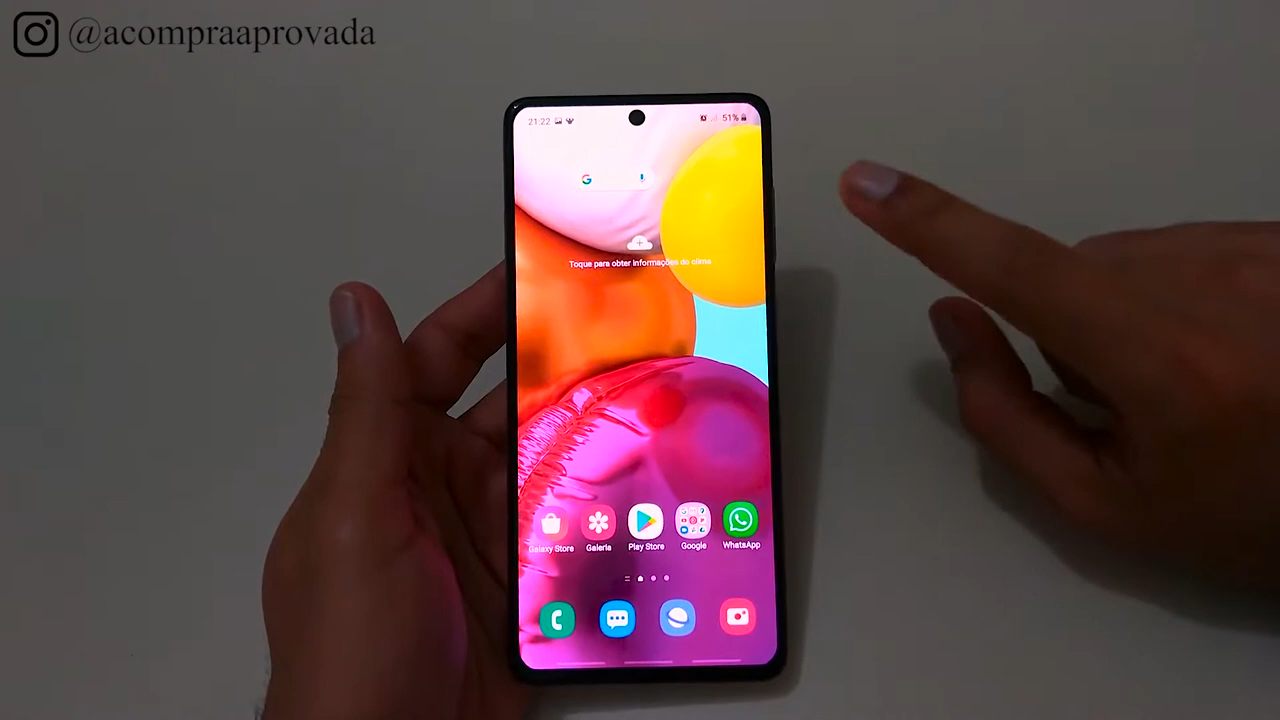 @acompraaprovada
21:22
51%
Toque para obter informações do clima
Galaxy Store
Galeria
Play Store
Google
WhatsApp